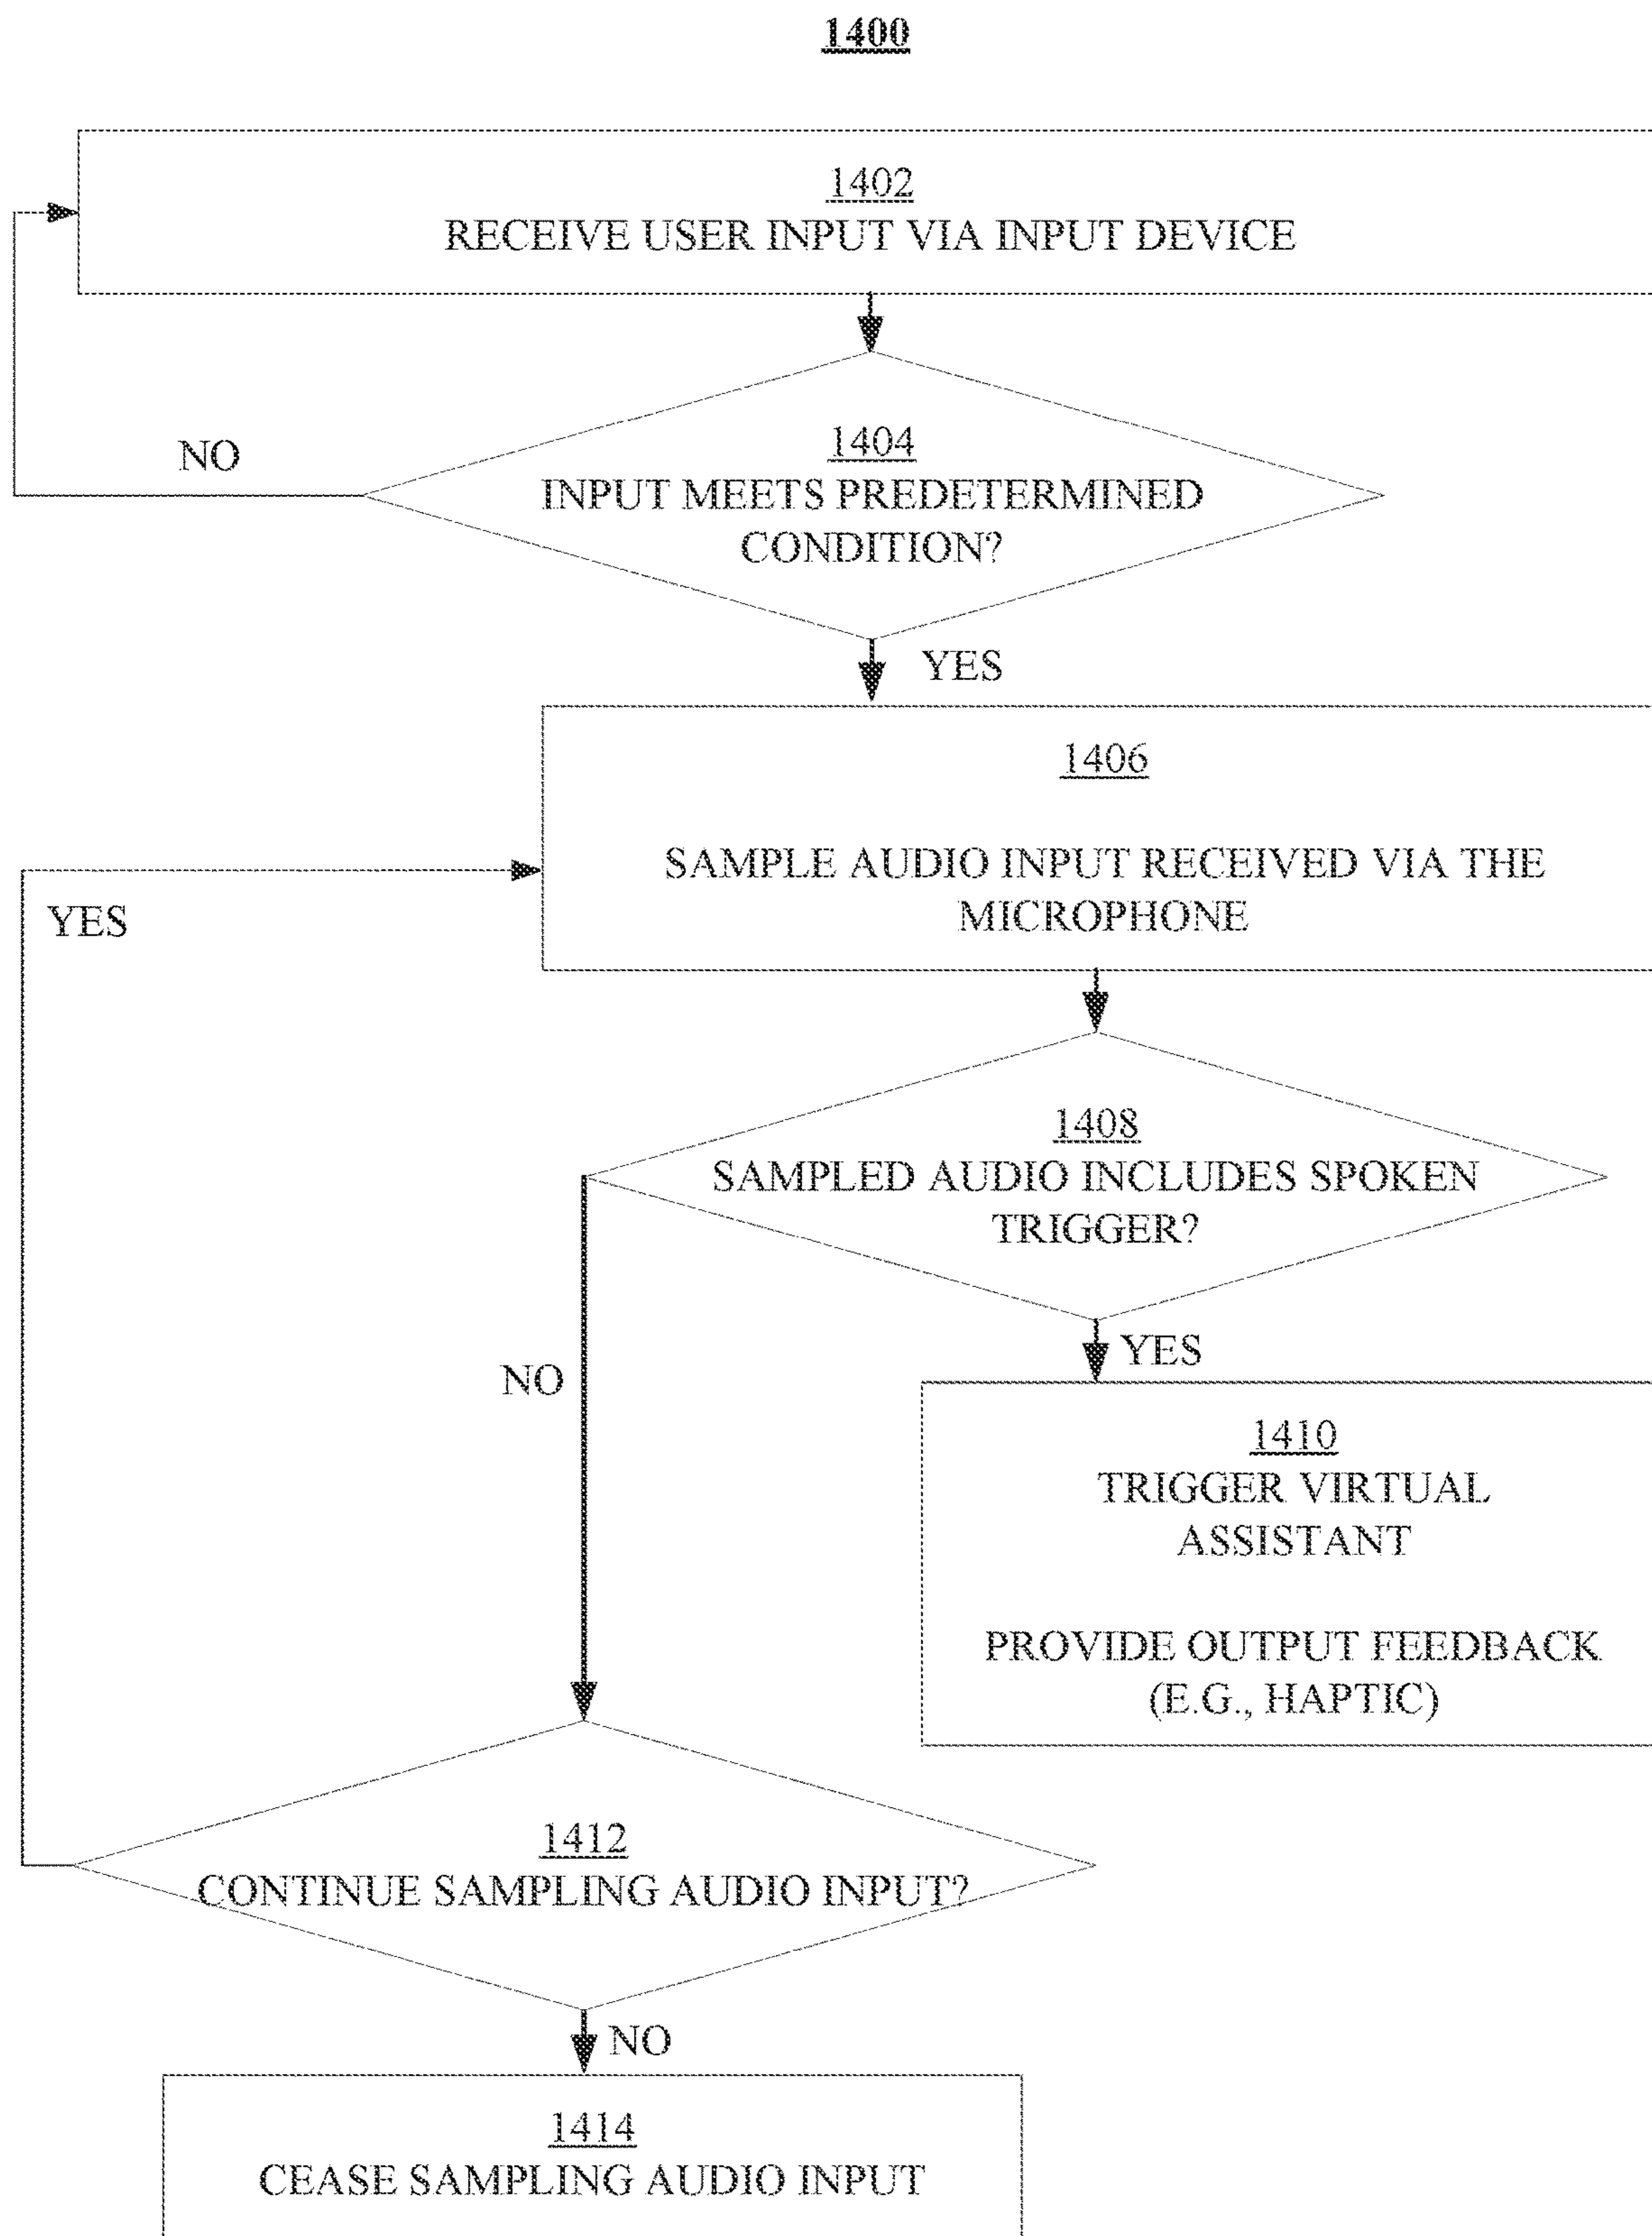 1400
1402
RECEIVE USER INPUT VIA INPUT DEVICE
1404
NO
INPUT MEETS PREDETERMINED
CONDITION?
YES
1406
SAMPLE AUDIO INPUT RECEIVED VIA THE
MICROPHONE
YES
1408
SAMPLED AUDIO INCLUDES SPOKEN
TRIGGER?
YES
NO
1410
TRIGGER VIRTUAL
ASSISTANT
PROVIDE OUTPUT FEEDBACK
(E.G., HAPTIC)
1412
CONTINUE SAMPLING AUDIO INPUT?
NO
1414
CEASE SAMPLING AUDIO INPUT